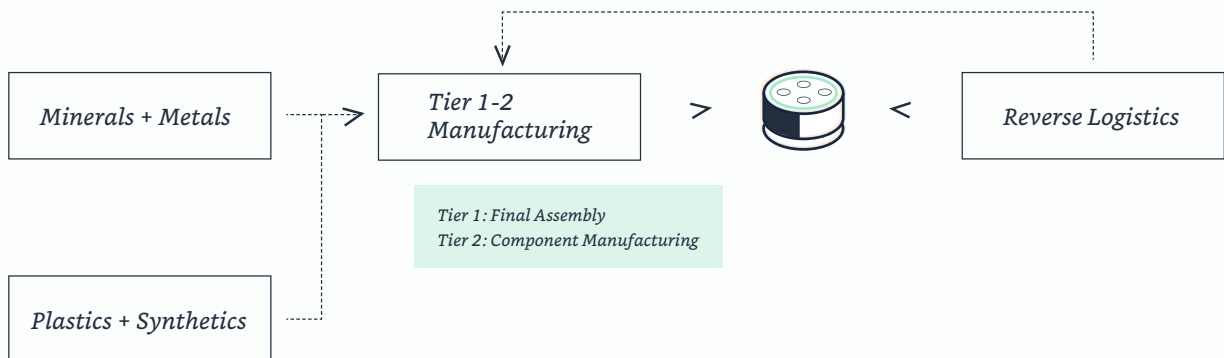 Minerals + Metals
Tier 1-2
Manufacturing
Reverse Logistics
Tier 1: Final Assembly
Tier 2: Component Manufacturing
Plastics + Synthetics